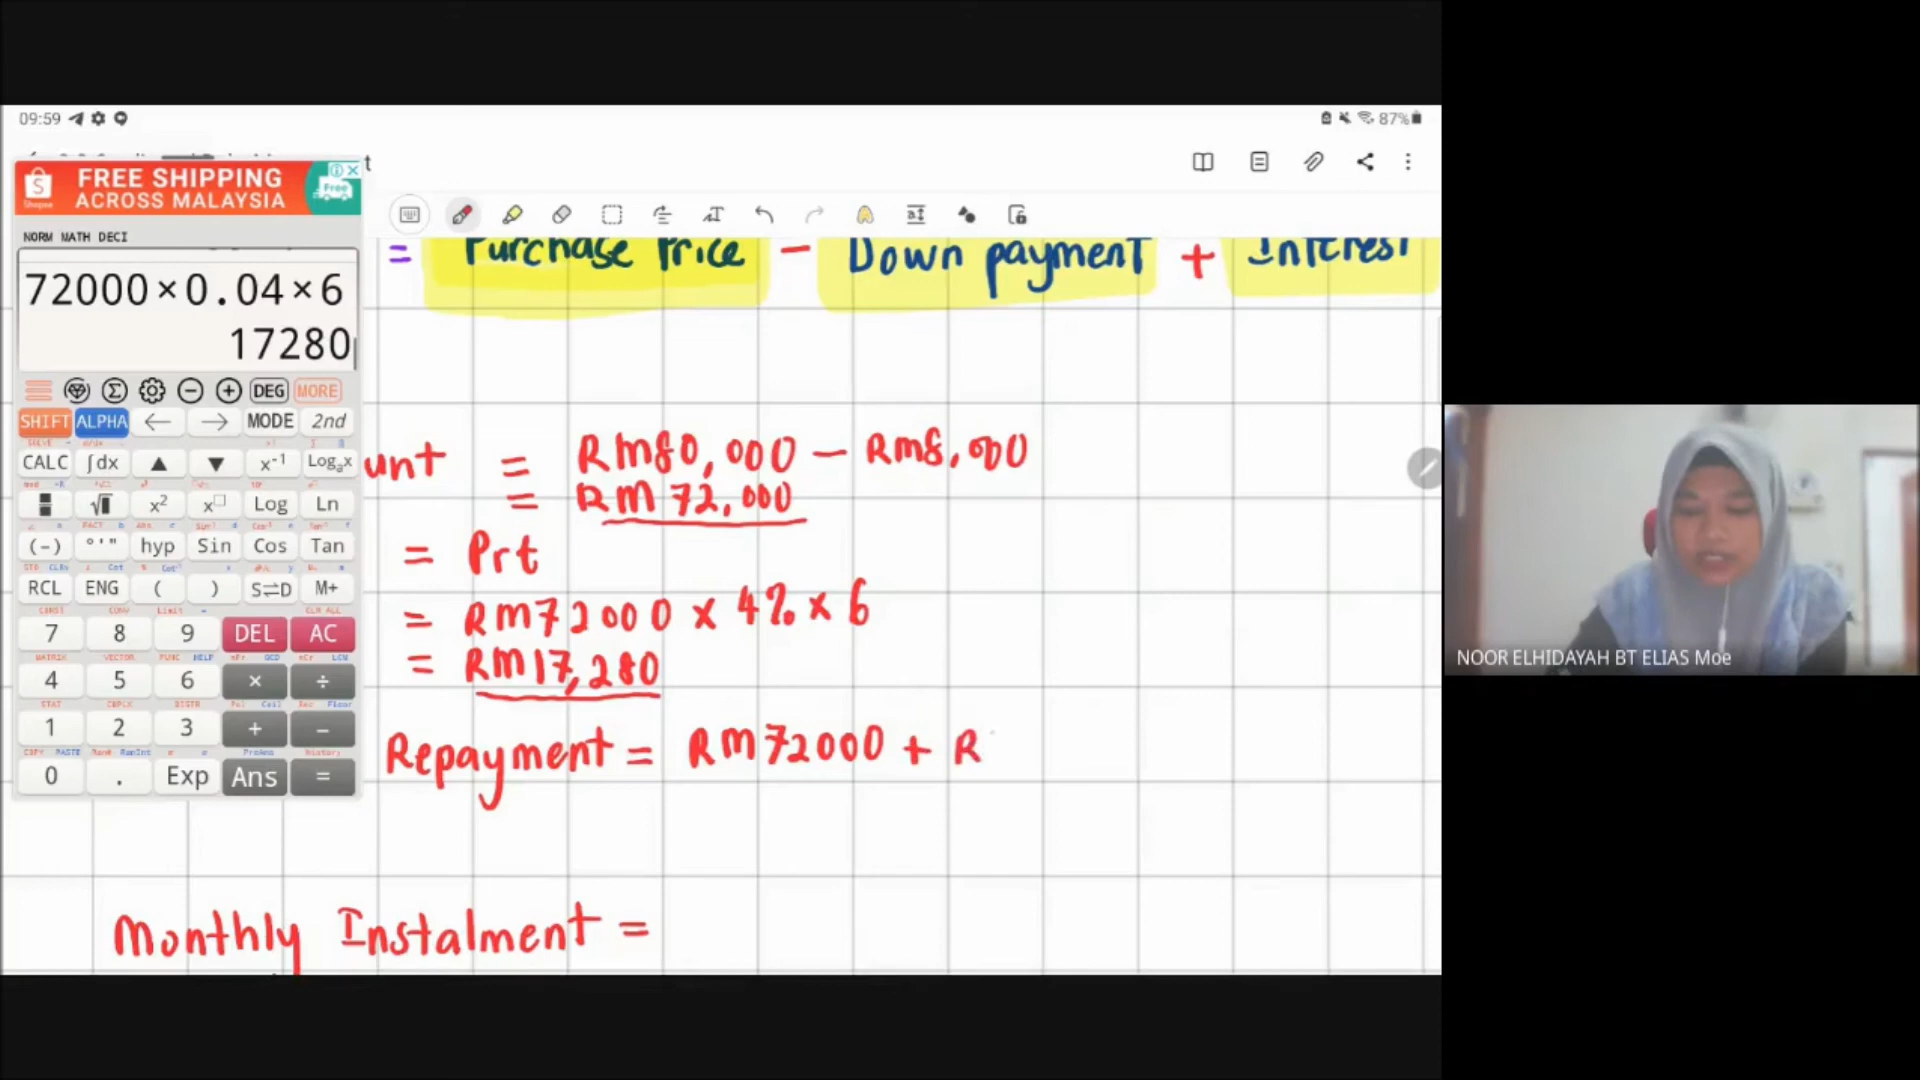 09:59
87%
t
FREE SHIPPING
ACROSS MALAYSIA
Free
NORM MATH DECI
72000×0.04×6
17280
DEG MORE
SHIFT ALPHA ← → MODE 2nd
CALC ∫dx ▲ ▼ x⁻¹ Logₐx
√ x² x□ Log Ln
(-) °'" hyp Sin Cos Tan
RCL ENG ( ) S⇌D M+
7 8 9 DEL AC
4 5 6 × ÷
1 2 3 + −
0 . Exp Ans =
= Purchase Price − Down payment + Interest
unt = RM80,000 − RM8,000
= RM 72,000
= Prt
= RM72000 × 4% × 6
= RM17,280
Repayment = RM72000 + R
Monthly Instalment =
NOOR ELHIDAYAH BT ELIAS Moe